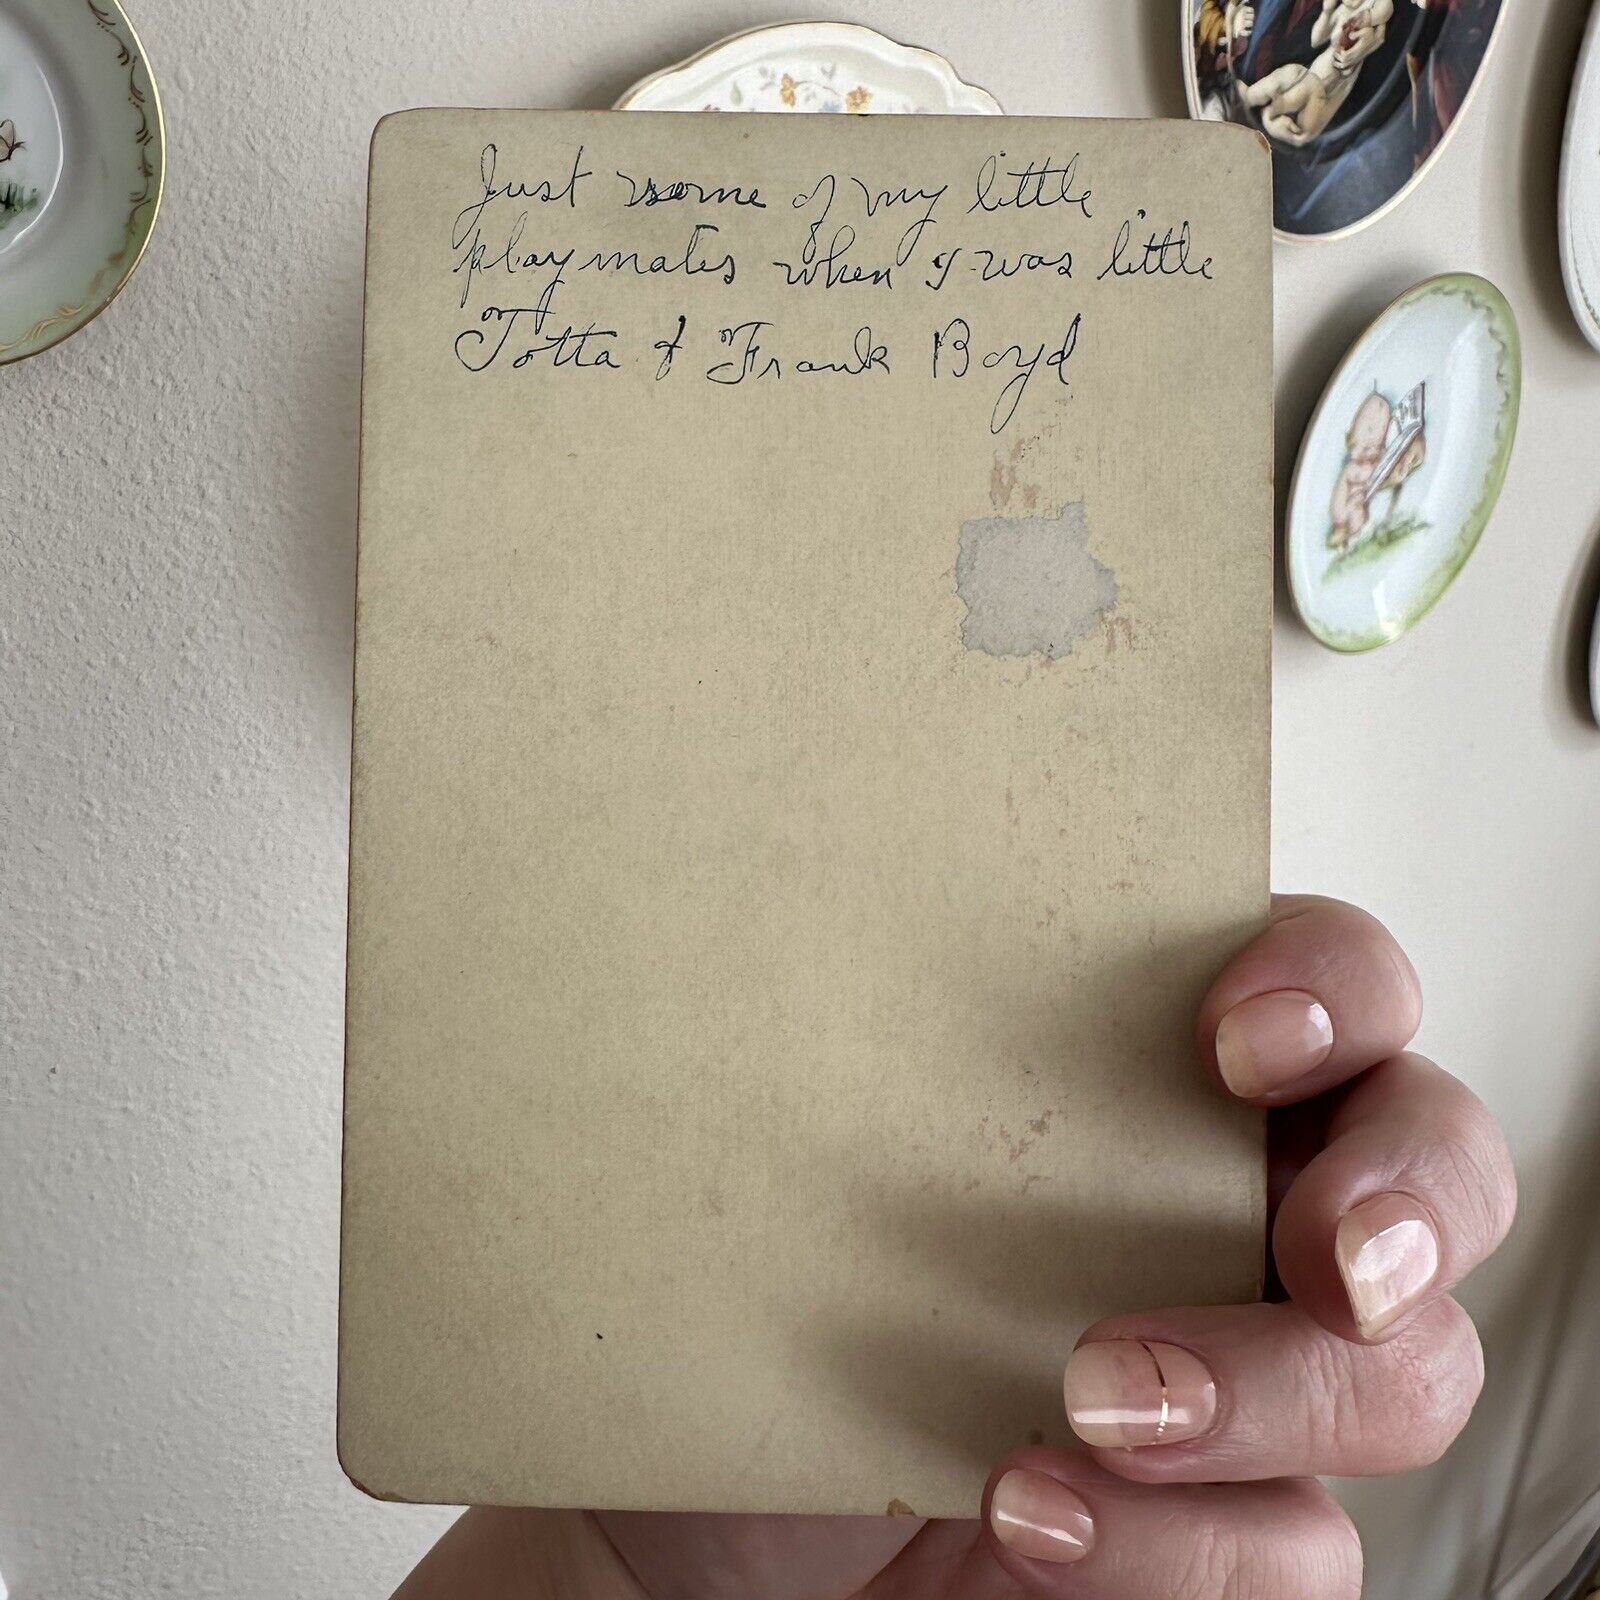 Just some of my little
playmates when I was little
Totta & Frank Boyd